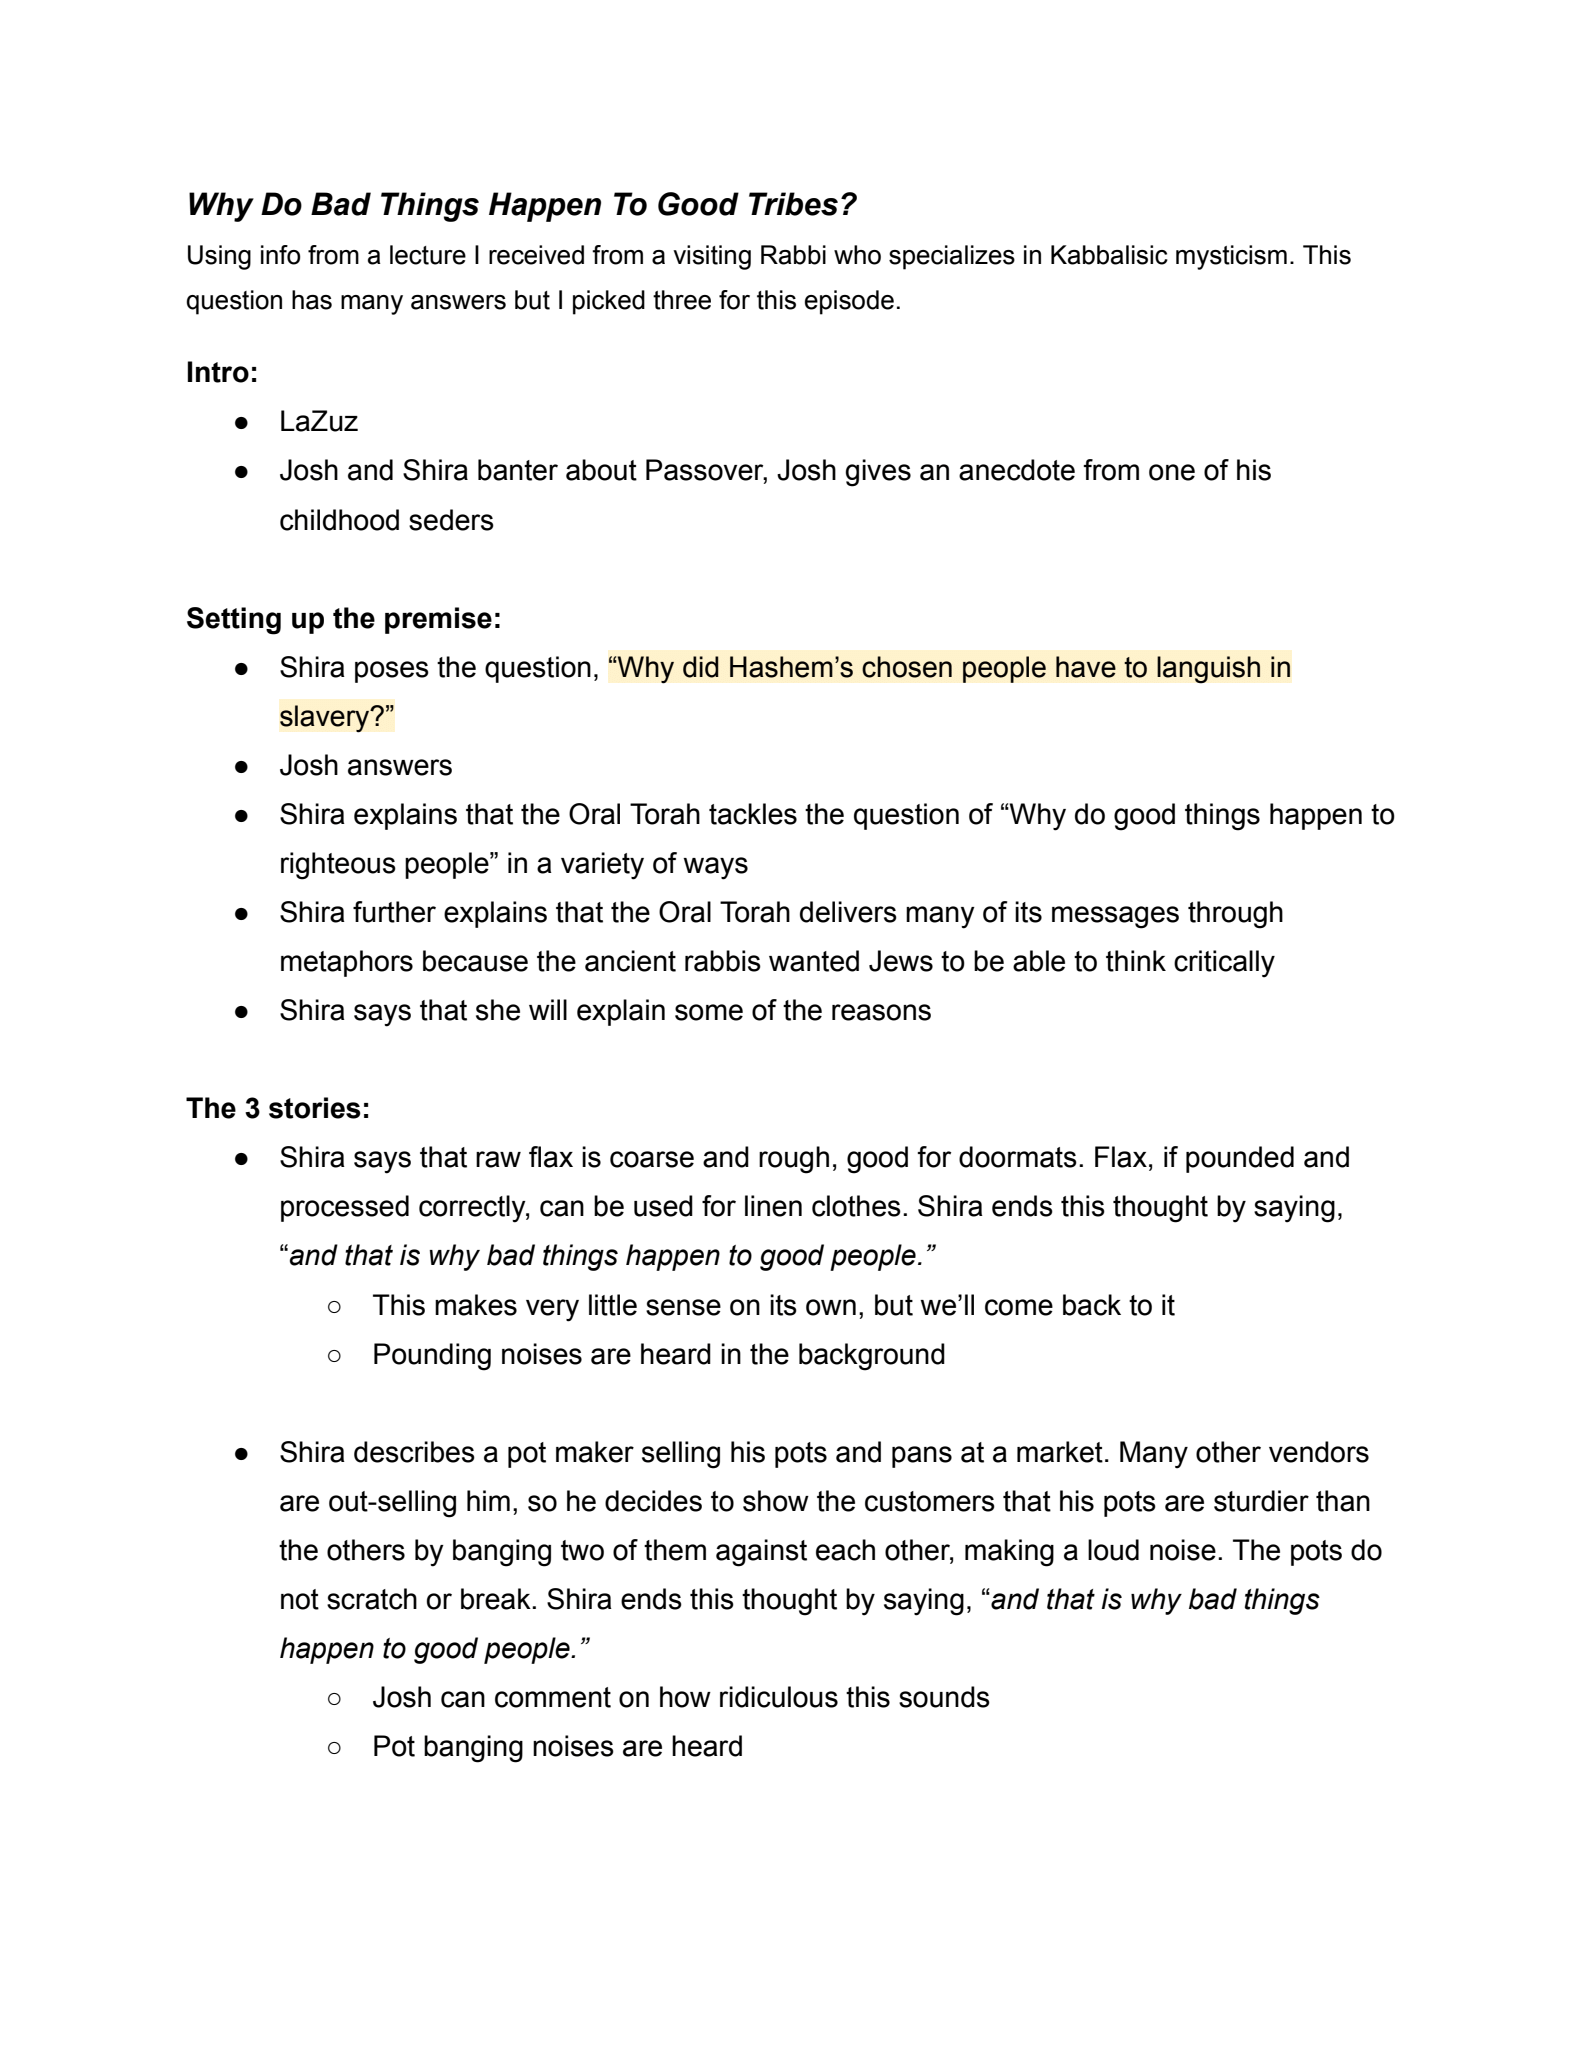 Why Do Bad Things Happen To Good Tribes?
Using info from a lecture I received from a visiting Rabbi who specializes in Kabbalisic mysticism. This
question has many answers but I picked three for this episode.
Intro:
● LaZuz
● Josh and Shira banter about Passover, Josh gives an anecdote from one of his
childhood seders
Setting up the premise:
● Shira poses the question, “Why did Hashem’s chosen people have to languish in
slavery?”
● Josh answers
● Shira explains that the Oral Torah tackles the question of “Why do good things happen to
righteous people” in a variety of ways
● Shira further explains that the Oral Torah delivers many of its messages through
metaphors because the ancient rabbis wanted Jews to be able to think critically
● Shira says that she will explain some of the reasons
The 3 stories:
● Shira says that raw flax is coarse and rough, good for doormats. Flax, if pounded and
processed correctly, can be used for linen clothes. Shira ends this thought by saying,
“and that is why bad things happen to good people.”
○ This makes very little sense on its own, but we’ll come back to it
○ Pounding noises are heard in the background
● Shira describes a pot maker selling his pots and pans at a market. Many other vendors
are out-selling him, so he decides to show the customers that his pots are sturdier than
the others by banging two of them against each other, making a loud noise. The pots do
not scratch or break. Shira ends this thought by saying, “and that is why bad things
happen to good people.”
○ Josh can comment on how ridiculous this sounds
○ Pot banging noises are heard